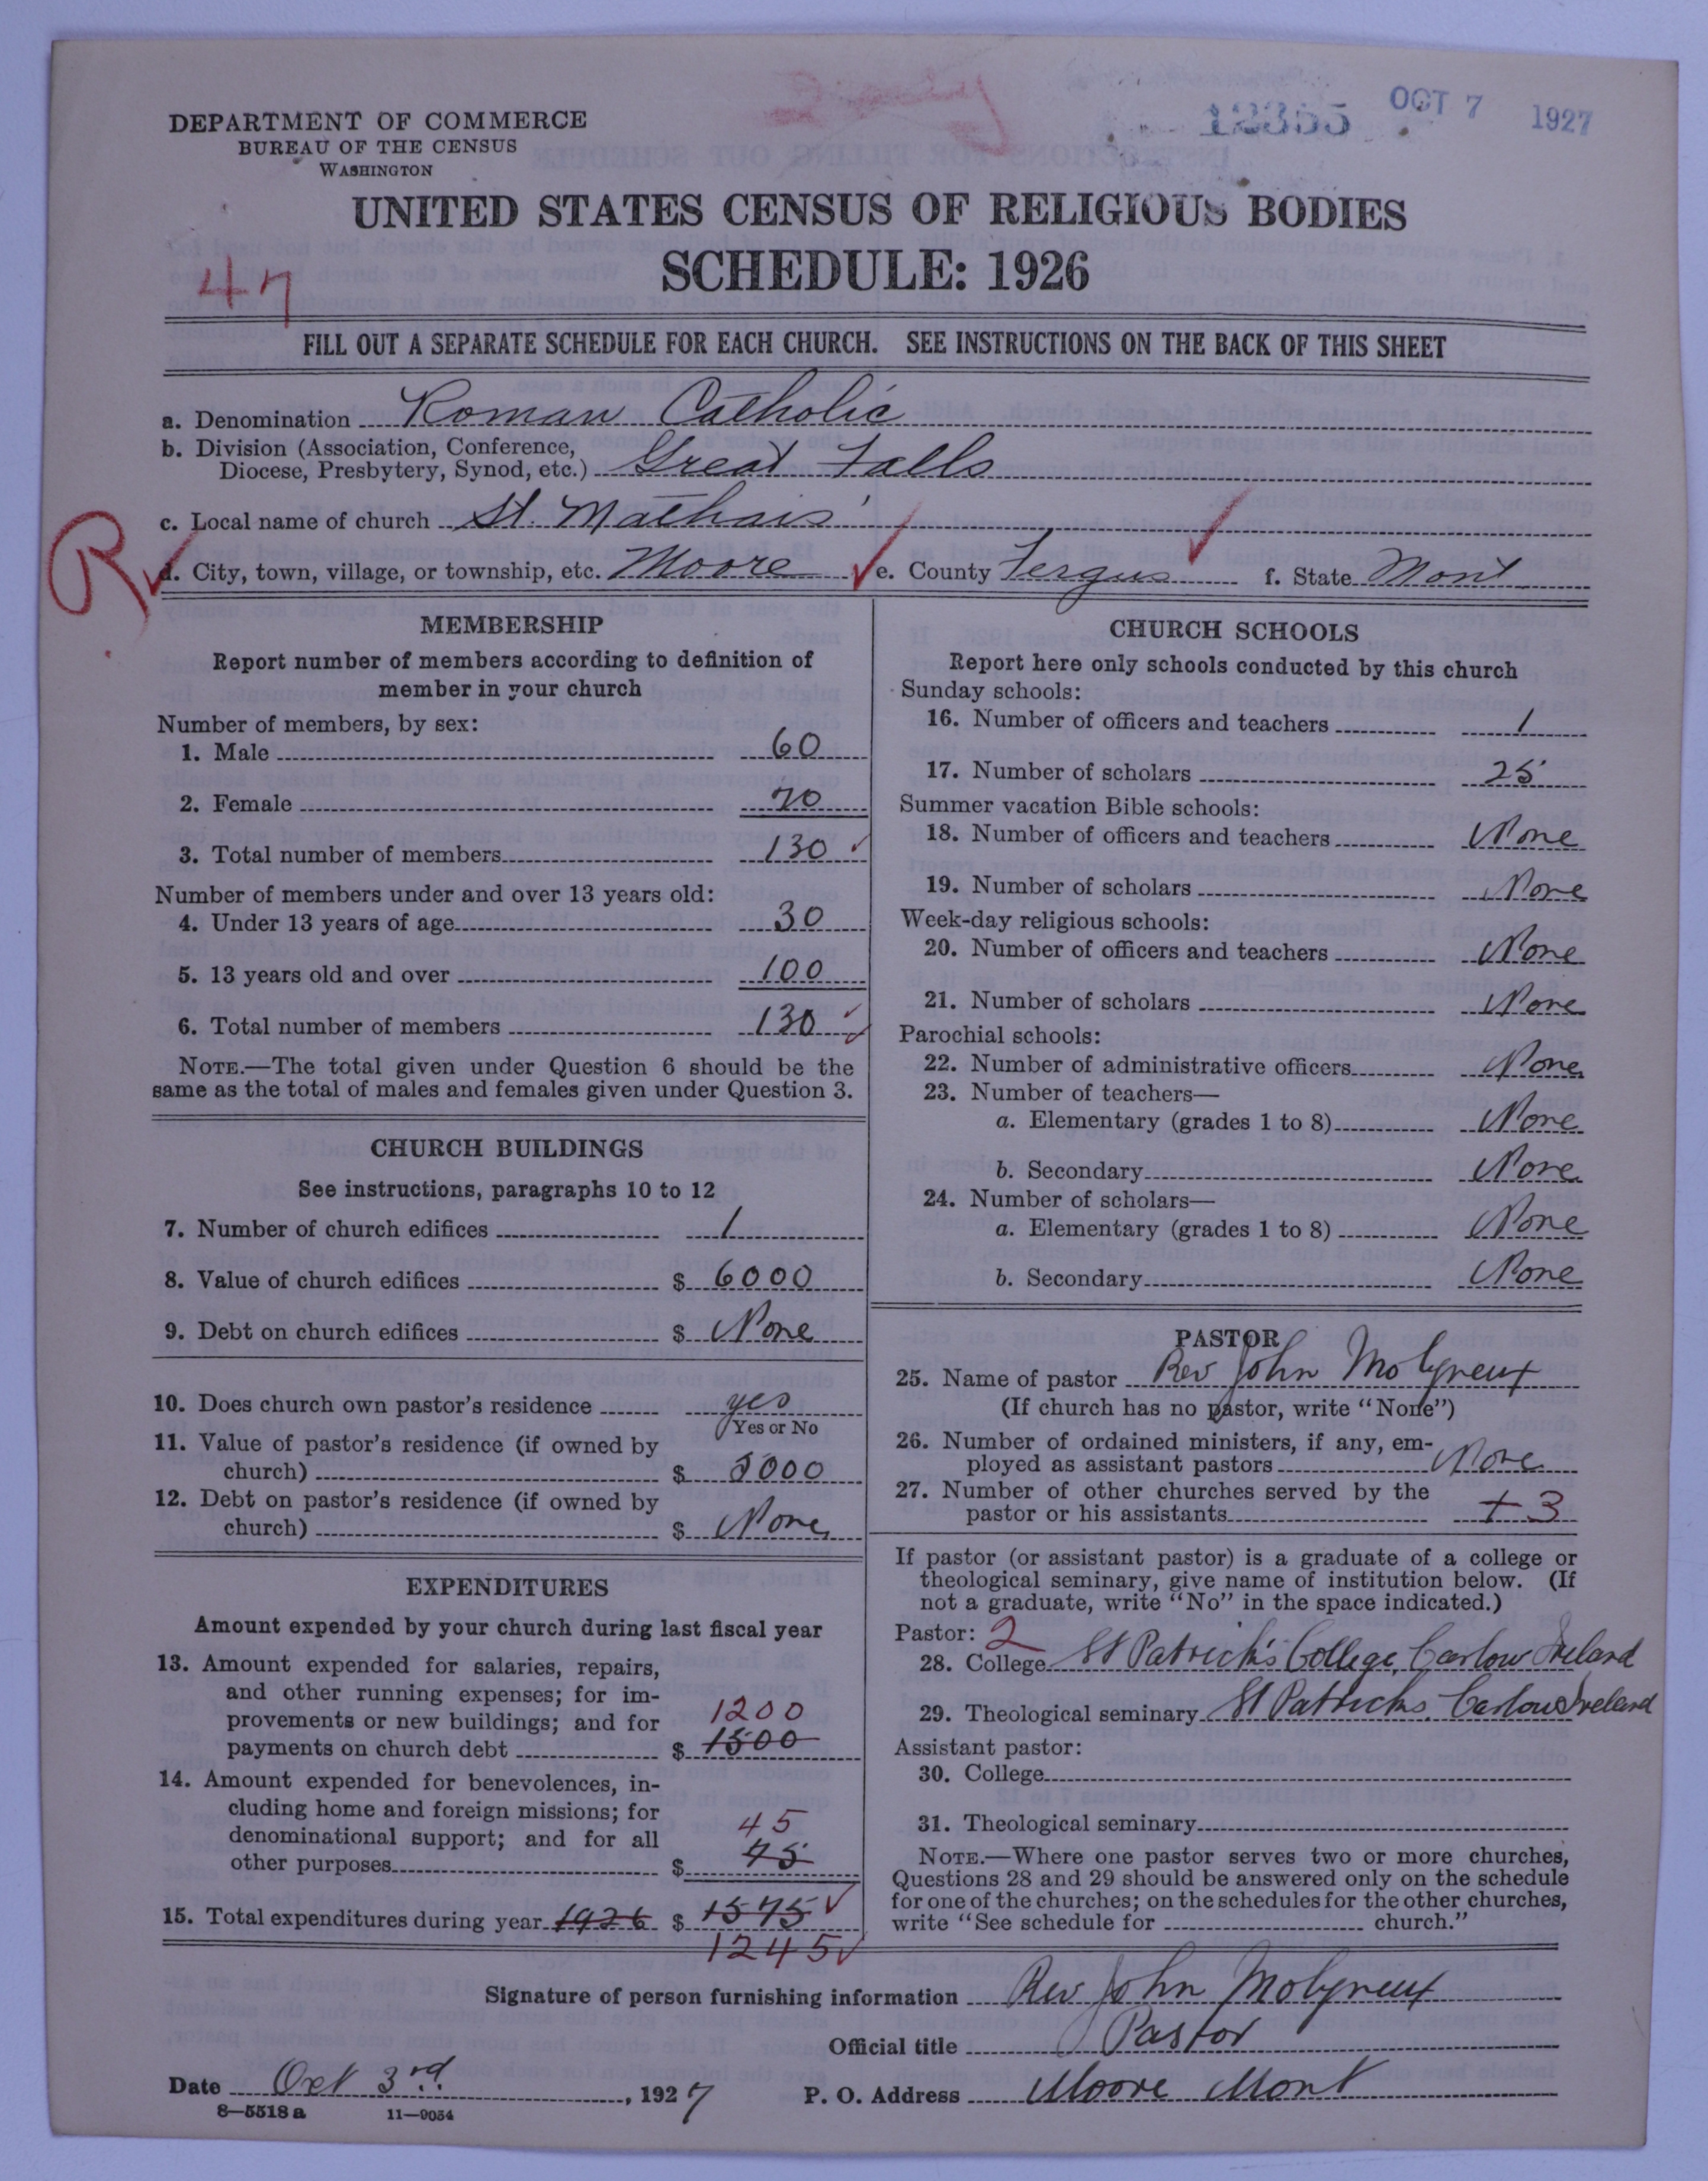 12355 OCT 7 1927
DEPARTMENT OF COMMERCE
BUREAU OF THE CENSUS
WASHINGTON
UNITED STATES CENSUS OF RELIGIOUS BODIES
SCHEDULE: 1926
47
FILL OUT A SEPARATE SCHEDULE FOR EACH CHURCH. SEE INSTRUCTIONS ON THE BACK OF THIS SHEET
a. Denomination Roman Catholic
b. Division (Association, Conference,
Diocese, Presbytery, Synod, etc.) Great Falls
c. Local name of church St. Mathais'
R
d. City, town, village, or township, etc. Moore e. County Fergus f. State Mont
MEMBERSHIP
Report number of members according to definition of
member in your church
Number of members, by sex:
1. Male 60
2. Female 70
3. Total number of members 130
Number of members under and over 13 years old:
4. Under 13 years of age 30
5. 13 years old and over 100
6. Total number of members 130
NOTE.—The total given under Question 6 should be the
same as the total of males and females given under Question 3.
CHURCH BUILDINGS
See instructions, paragraphs 10 to 12
7. Number of church edifices 1
8. Value of church edifices $ 6000
9. Debt on church edifices $ None
10. Does church own pastor's residence yes
Yes or No
11. Value of pastor's residence (if owned by
church) $ 5000
12. Debt on pastor's residence (if owned by
church) $ None
EXPENDITURES
Amount expended by your church during last fiscal year
13. Amount expended for salaries, repairs,
and other running expenses; for im-
provements or new buildings; and for 1200
payments on church debt $ 1500
14. Amount expended for benevolences, in-
cluding home and foreign missions; for
denominational support; and for all 45
other purposes $ 75
15. Total expenditures during year 1926 $ 1575
1245
CHURCH SCHOOLS
Report here only schools conducted by this church
Sunday schools:
16. Number of officers and teachers 1
17. Number of scholars 25
Summer vacation Bible schools:
18. Number of officers and teachers None
19. Number of scholars None
Week-day religious schools:
20. Number of officers and teachers None
21. Number of scholars None
Parochial schools:
22. Number of administrative officers None
23. Number of teachers—
a. Elementary (grades 1 to 8) None
b. Secondary None
24. Number of scholars—
a. Elementary (grades 1 to 8) None
b. Secondary None
PASTOR
25. Name of pastor Rev John Molyneux
(If church has no pastor, write "None")
26. Number of ordained ministers, if any, em-
ployed as assistant pastors None
27. Number of other churches served by the
pastor or his assistants + 3
If pastor (or assistant pastor) is a graduate of a college or
theological seminary, give name of institution below. (If
not a graduate, write "No" in the space indicated.)
Pastor: 2
28. College St Patrick's College, Carlow Ireland
29. Theological seminary St Patricks, Carlow Ireland
Assistant pastor:
30. College
31. Theological seminary
NOTE.—Where one pastor serves two or more churches,
Questions 28 and 29 should be answered only on the schedule
for one of the churches; on the schedules for the other churches,
write "See schedule for church."
Signature of person furnishing information Rev John Molyneux
Official title Pastor
Date Oct 3rd, 1927 P. O. Address Moore Mont
8—5518 a 11—9054